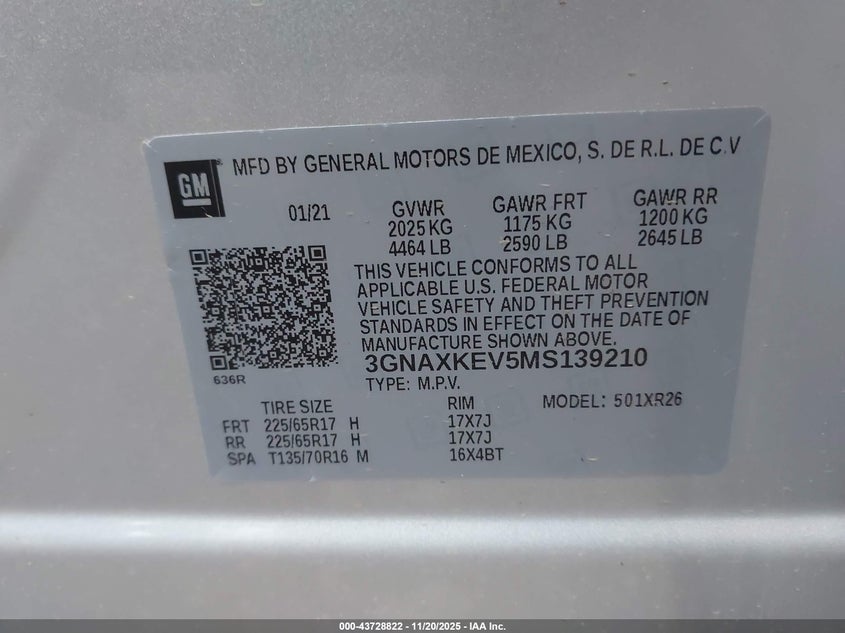 GM
MFD BY GENERAL MOTORS DE MEXICO, S. DE R.L. DE C.V
01/21
GVWR GAWR FRT GAWR RR
2025 KG 1175 KG 1200 KG
4464 LB 2590 LB 2645 LB
THIS VEHICLE CONFORMS TO ALL
APPLICABLE U.S. FEDERAL MOTOR
VEHICLE SAFETY AND THEFT PREVENTION
STANDARDS IN EFFECT ON THE DATE OF
MANUFACTURE SHOWN ABOVE.
3GNAXKEV5MS139210
636R
TYPE: M.P.V.
TIRE SIZE RIM MODEL: 501XR26
FRT 225/65R17 H 17X7J
RR 225/65R17 H 17X7J
SPA T135/70R16 M 16X4BT
000-43728822 - 11/20/2025 - IAA Inc.